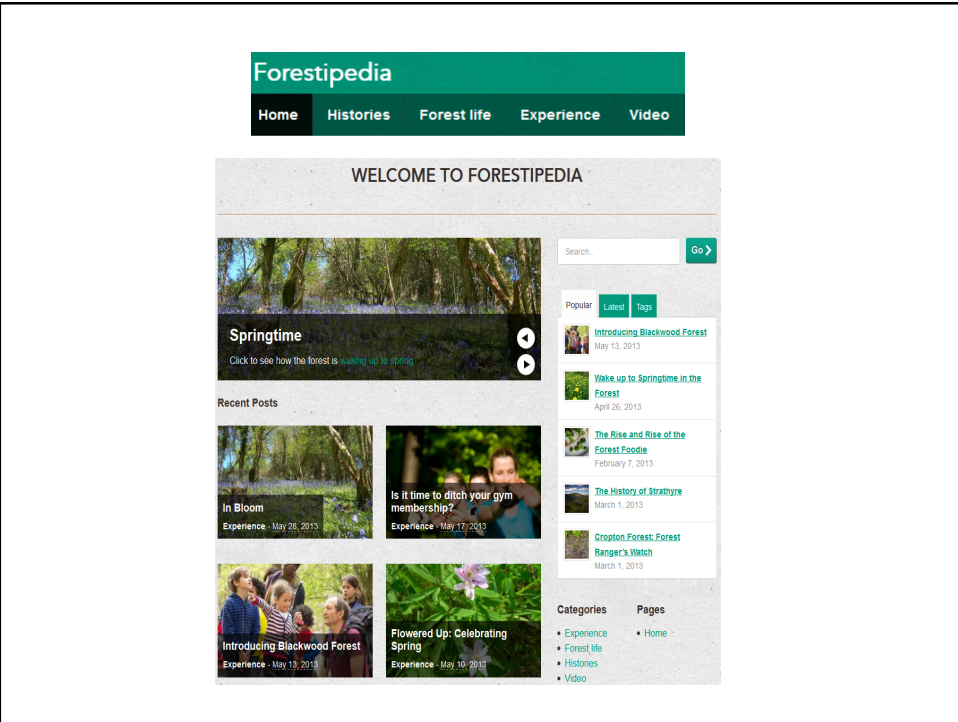 Forestipedia
Home Histories Forest life Experience Video
WELCOME TO FORESTIPEDIA
Search...
Go
Springtime
Click to see how the forest is waking up to spring
Recent Posts
In Bloom
Experience - May 28, 2013
Is it time to ditch your gym
membership?
Experience - May 17, 2013
Introducing Blackwood Forest
Experience - May 13, 2013
Flowered Up: Celebrating
Spring
Experience - May 10, 2013
Popular Latest Tags
Introducing Blackwood Forest
May 13, 2013
Wake up to Springtime in the
Forest
April 26, 2013
The Rise and Rise of the
Forest Foodie
February 7, 2013
The History of Strathyre
March 1, 2013
Cropton Forest: Forest
Ranger's Watch
March 1, 2013
Categories
• Experience
• Forest life
• Histories
• Video
Pages
• Home